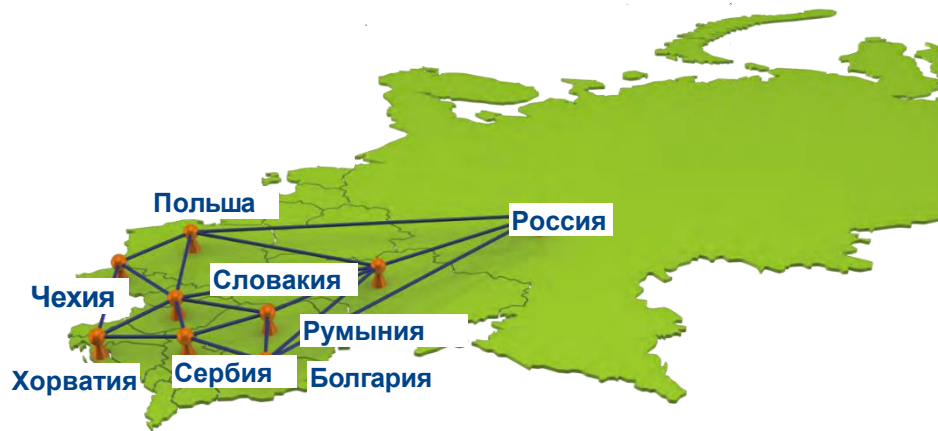 Польша
Россия
Словакия
Чехия
Румыния
Сербия
Болгария
Хорватия